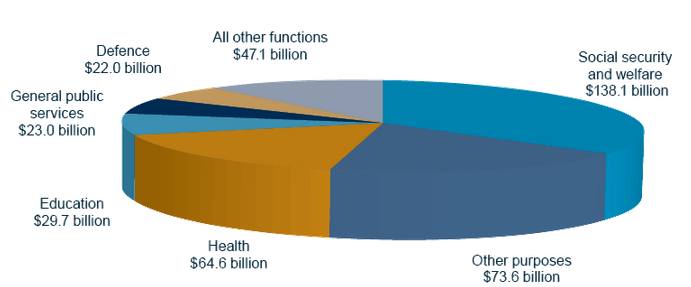 All other functions
$47.1 billion
Defence
$22.0 billion
Social security
and welfare
$138.1 billion
General public
services
$23.0 billion
Education
$29.7 billion
Health
$64.6 billion
Other purposes
$73.6 billion